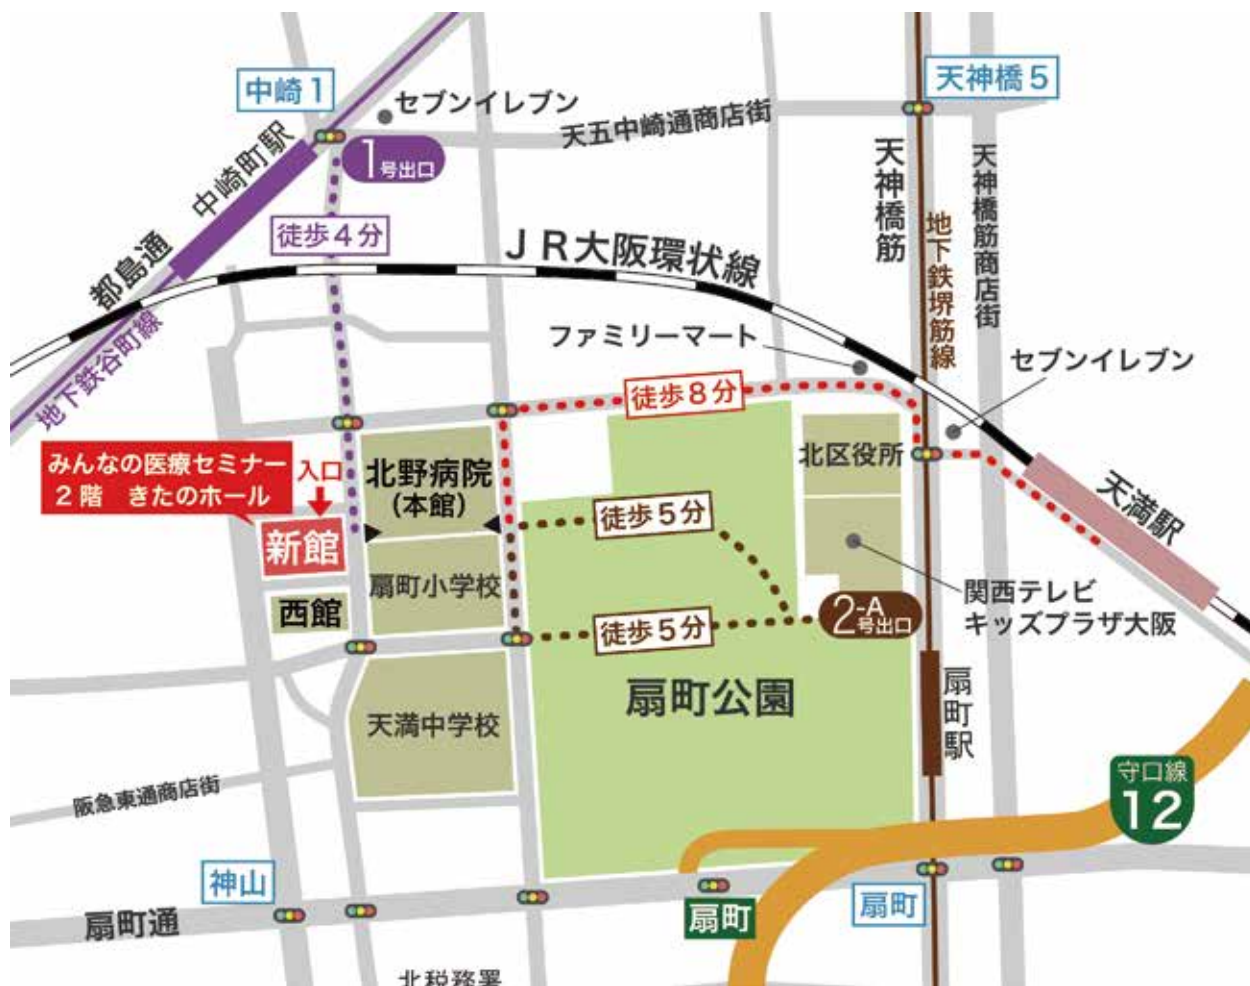 中崎1
セブンイレブン
天神橋5
天五中崎通商店街
中崎町駅
1号出口
徒歩4分
都島通
地下鉄谷町線
JR大阪環状線
天神橋筋
地下鉄堺筋線
天神橋筋商店街
ファミリーマート
セブンイレブン
徒歩8分
みんなの医療セミナー
2階 きたのホール
入口
北野病院
(本館)
北区役所
天満駅
新館
徒歩5分
扇町小学校
関西テレビ
キッズプラザ大阪
西館
徒歩5分
2-A号出口
扇町公園
扇町駅
天満中学校
阪急東通商店街
守口線
12
神山
扇町通
扇町
扇町
北税務署